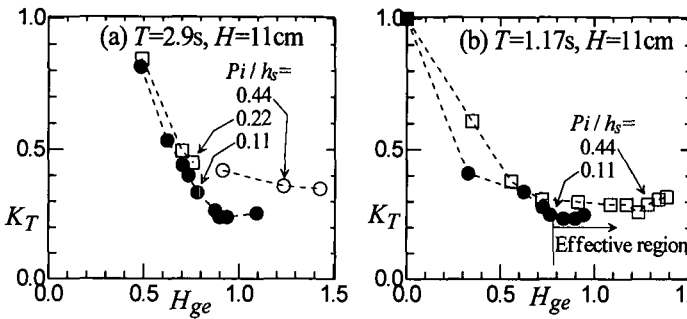 (a) T=2.9s, H=11cm
Pi/hs=
0.44
0.22
0.11
1.0
0.5
KT
0.0
0.0 0.5 1.0 1.5
Hge
(b) T=1.17s, H=11cm
Pi/hs=
0.44
0.11
Effective region
1.0
0.5
KT
0.0
0.0 0.5 1.0 1.5
Hge